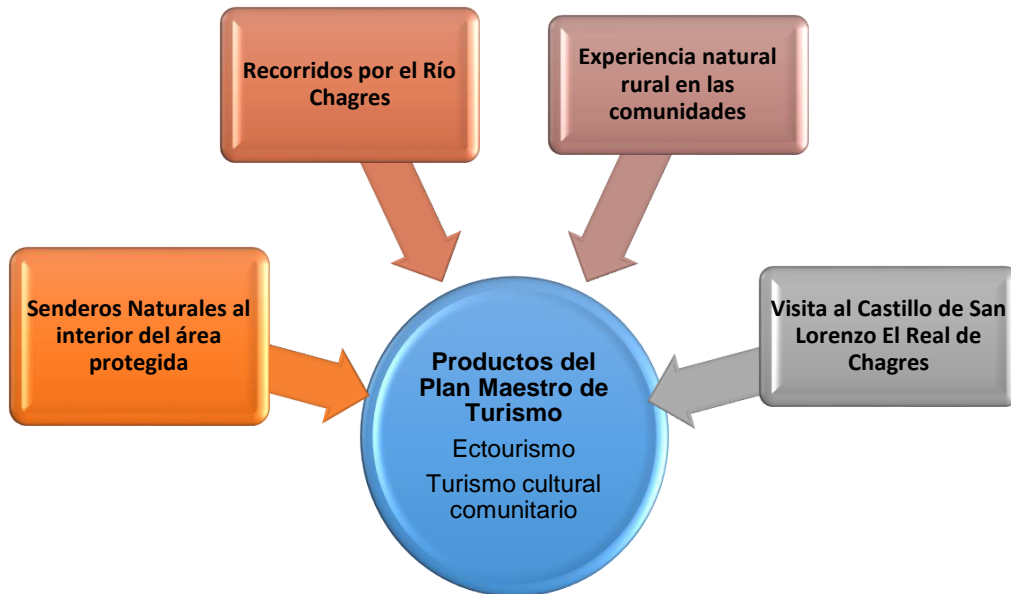 Recorridos por el Río
Chagres
Experiencia natural
rural en las
comunidades
Senderos Naturales al
interior del área
protegida
Visita al Castillo de San
Lorenzo El Real de
Chagres
Productos del
Plan Maestro de
Turismo
Ectourismo
Turismo cultural
comunitario